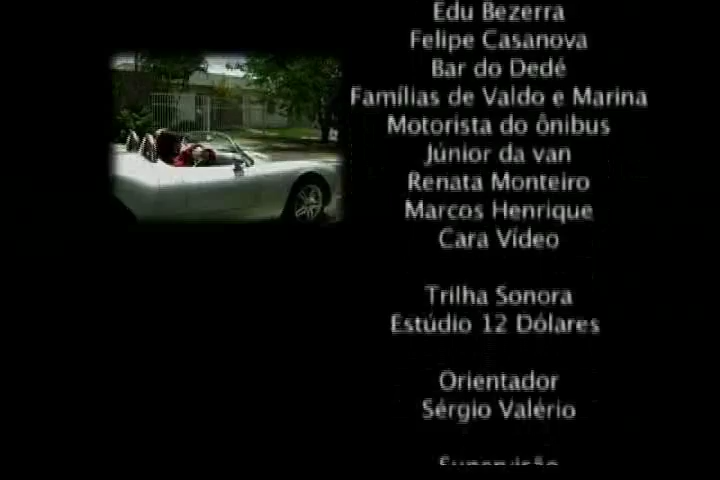 Edu Bezerra
Felipe Casanova
Bar do Dedé
Famílias de Valdo e Marina
Motorista do ônibus
Júnior da van
Renata Monteiro
Marcos Henrique
Cara Vídeo
Trilha Sonora
Estúdio 12 Dólares
Orientador
Sérgio Valério
Supervisão